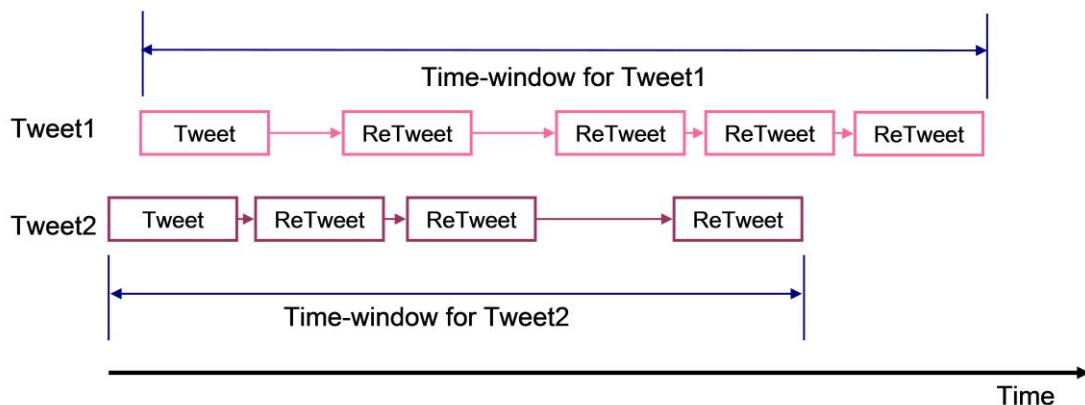 Time-window for Tweet1
Tweet1
Tweet
ReTweet
ReTweet
ReTweet
ReTweet
Tweet2
Tweet
ReTweet
ReTweet
ReTweet
Time-window for Tweet2
Time